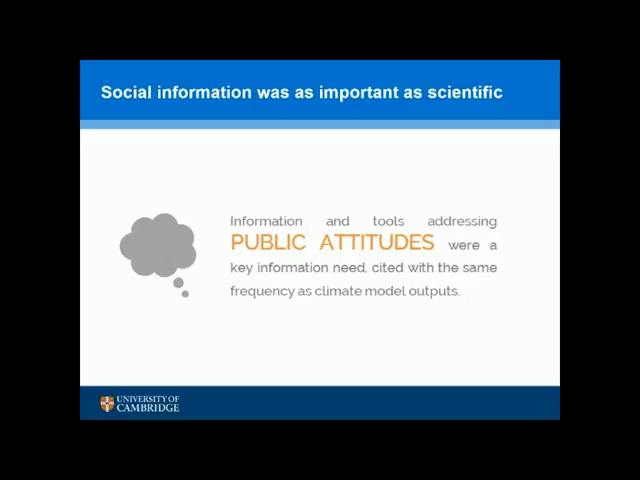 Social information was as important as scientific
Information and tools addressing
PUBLIC ATTITUDES were a
key information need, cited with the same
frequency as climate model outputs.
UNIVERSITY OF
CAMBRIDGE